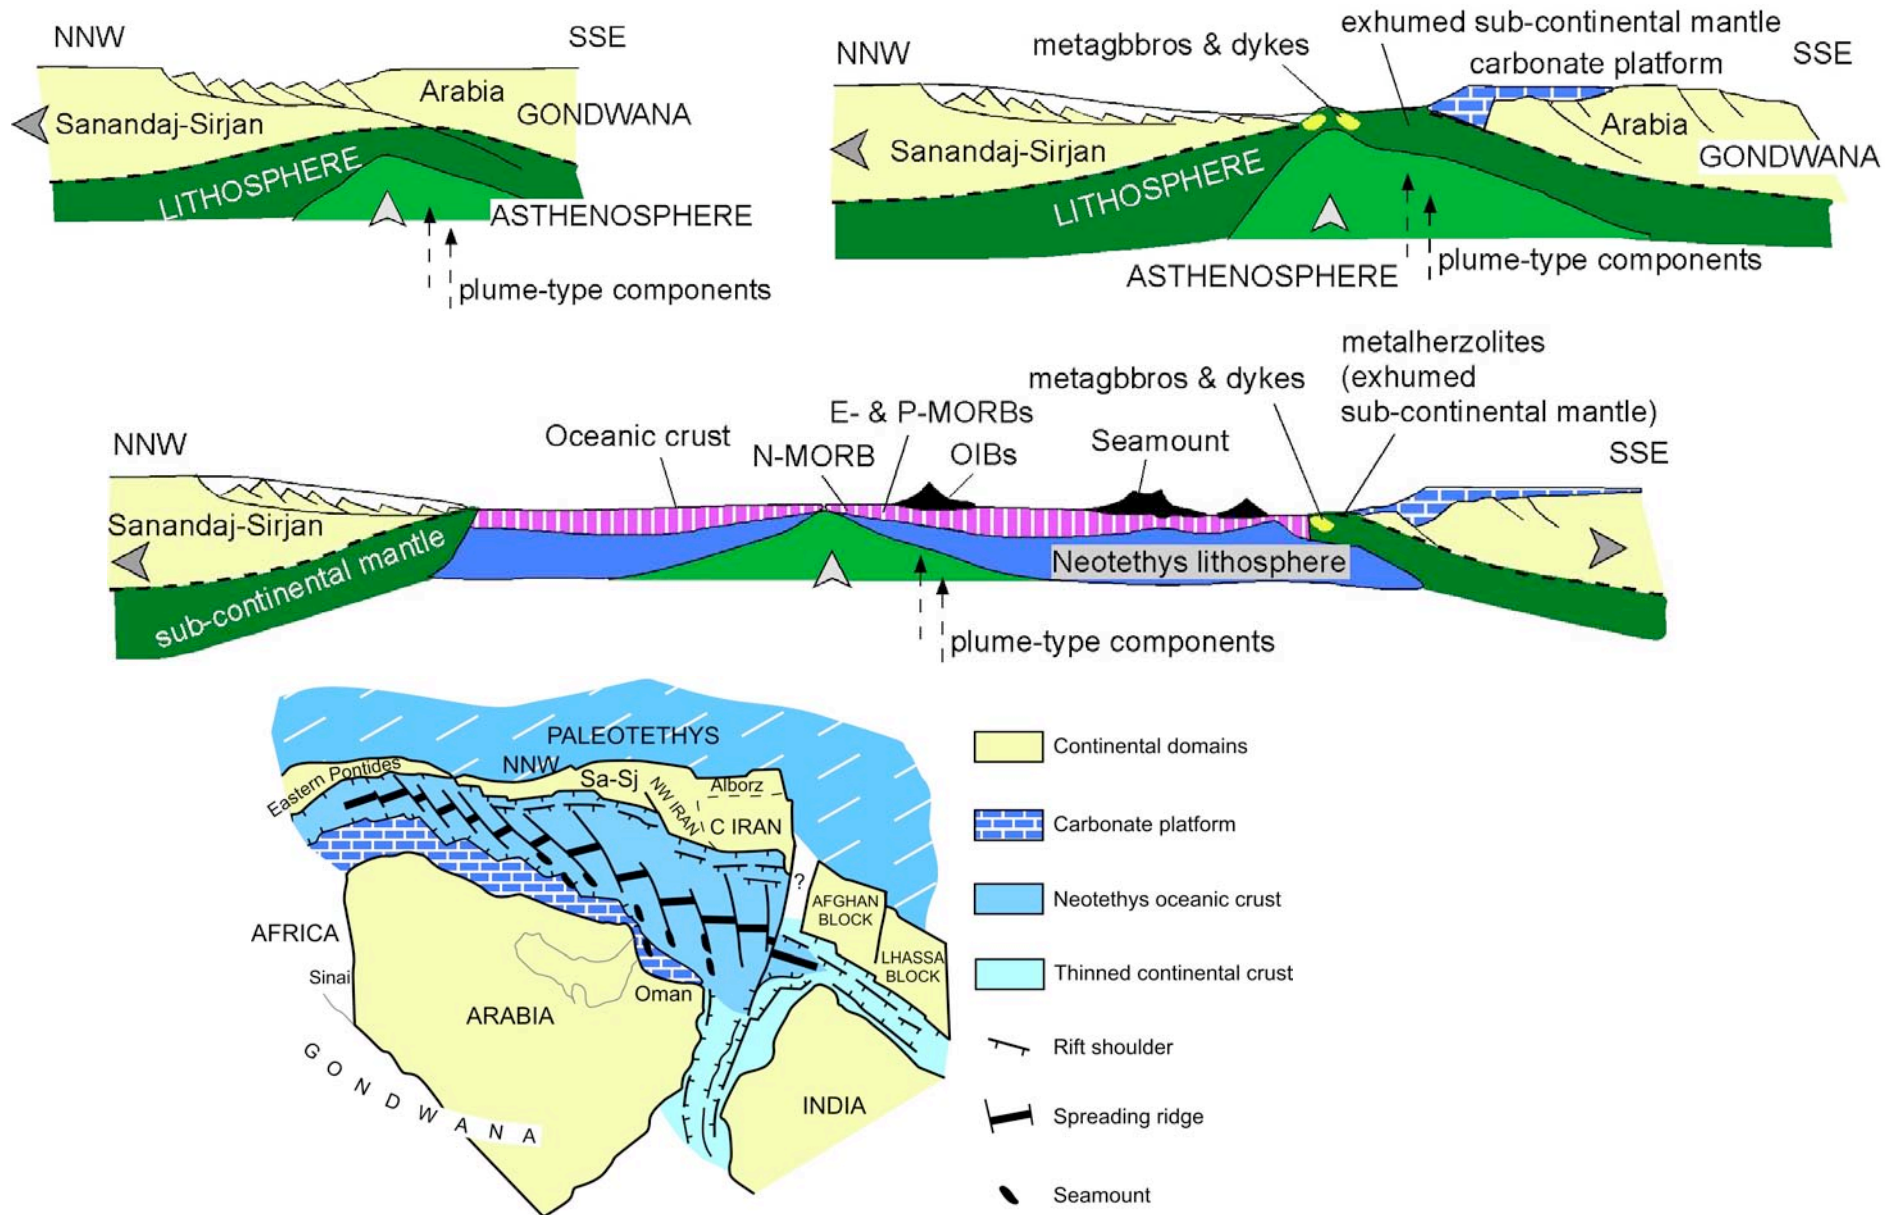 NNW
SSE
Arabia
GONDWANA
Sanandaj-Sirjan
LITHOSPHERE
ASTHENOSPHERE
plume-type components
NNW
metagbbros & dykes
exhumed sub-continental mantle
carbonate platform
SSE
Sanandaj-Sirjan
Arabia
GONDWANA
LITHOSPHERE
ASTHENOSPHERE
plume-type components
metalherzolites
(exhumed
sub-continental mantle)
metagbbros & dykes
E- & P-MORBs
NNW
Oceanic crust
N-MORB
OIBs
Seamount
SSE
Sanandaj-Sirjan
sub-continental mantle
Neotethys lithosphere
plume-type components
PALEOTETHYS
NNW
Eastern Pontides
Sa-Sj
NW IRAN
Alborz
C IRAN
?
AFGHAN
BLOCK
LHASSA
BLOCK
AFRICA
Sinai
Oman
ARABIA
GONDWANA
INDIA
Continental domains
Carbonate platform
Neotethys oceanic crust
Thinned continental crust
Rift shoulder
Spreading ridge
Seamount